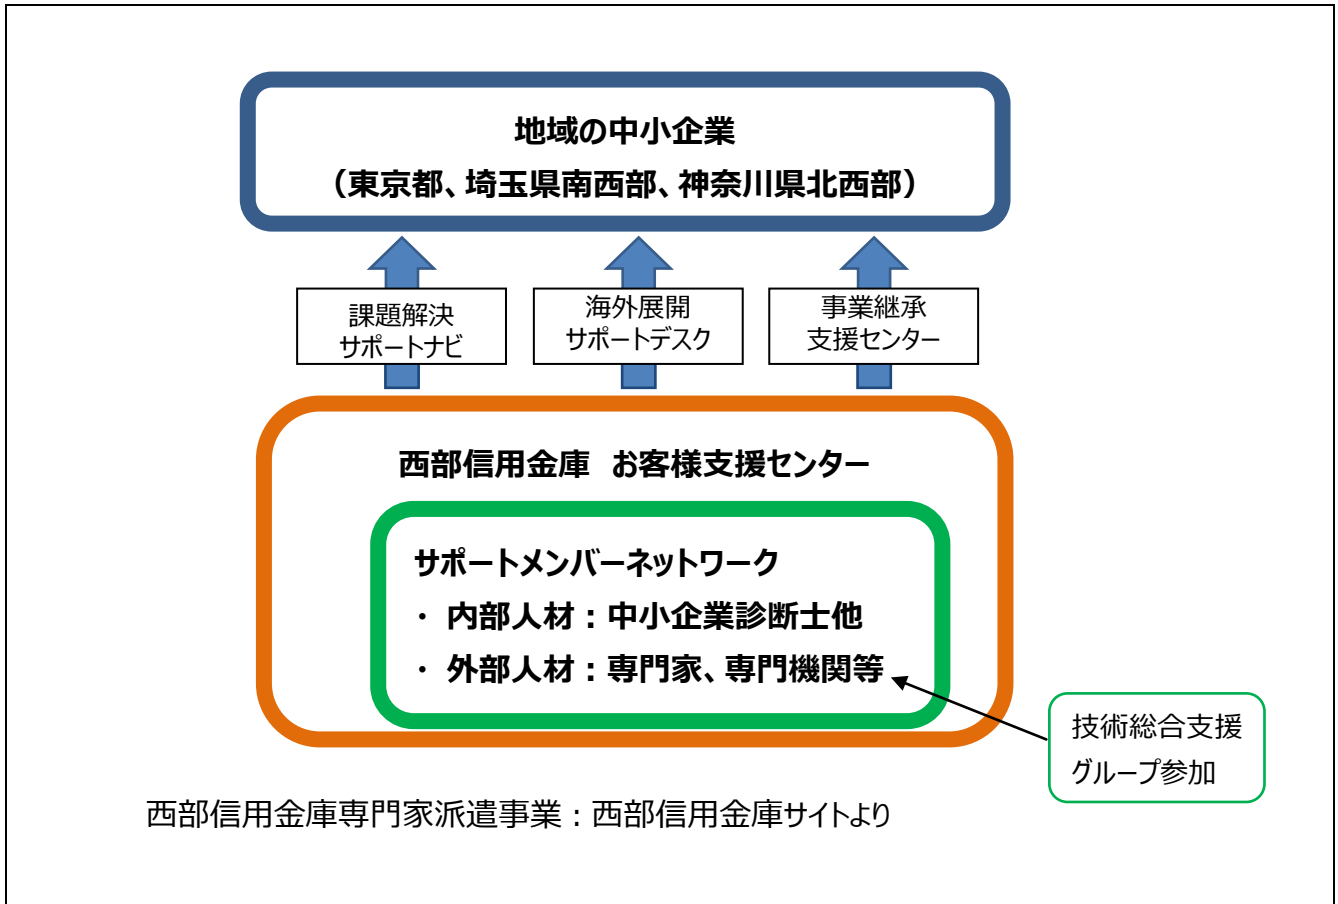 地域の中小企業
（東京都、埼玉県南西部、神奈川県北西部）
課題解決
サポートナビ
海外展開
サポートデスク
事業継承
支援センター
西部信用金庫 お客様支援センター
サポートメンバーネットワーク
・ 内部人材：中小企業診断士他
・ 外部人材：専門家、専門機関等
技術総合支援
グループ参加
西部信用金庫専門家派遣事業：西部信用金庫サイトより